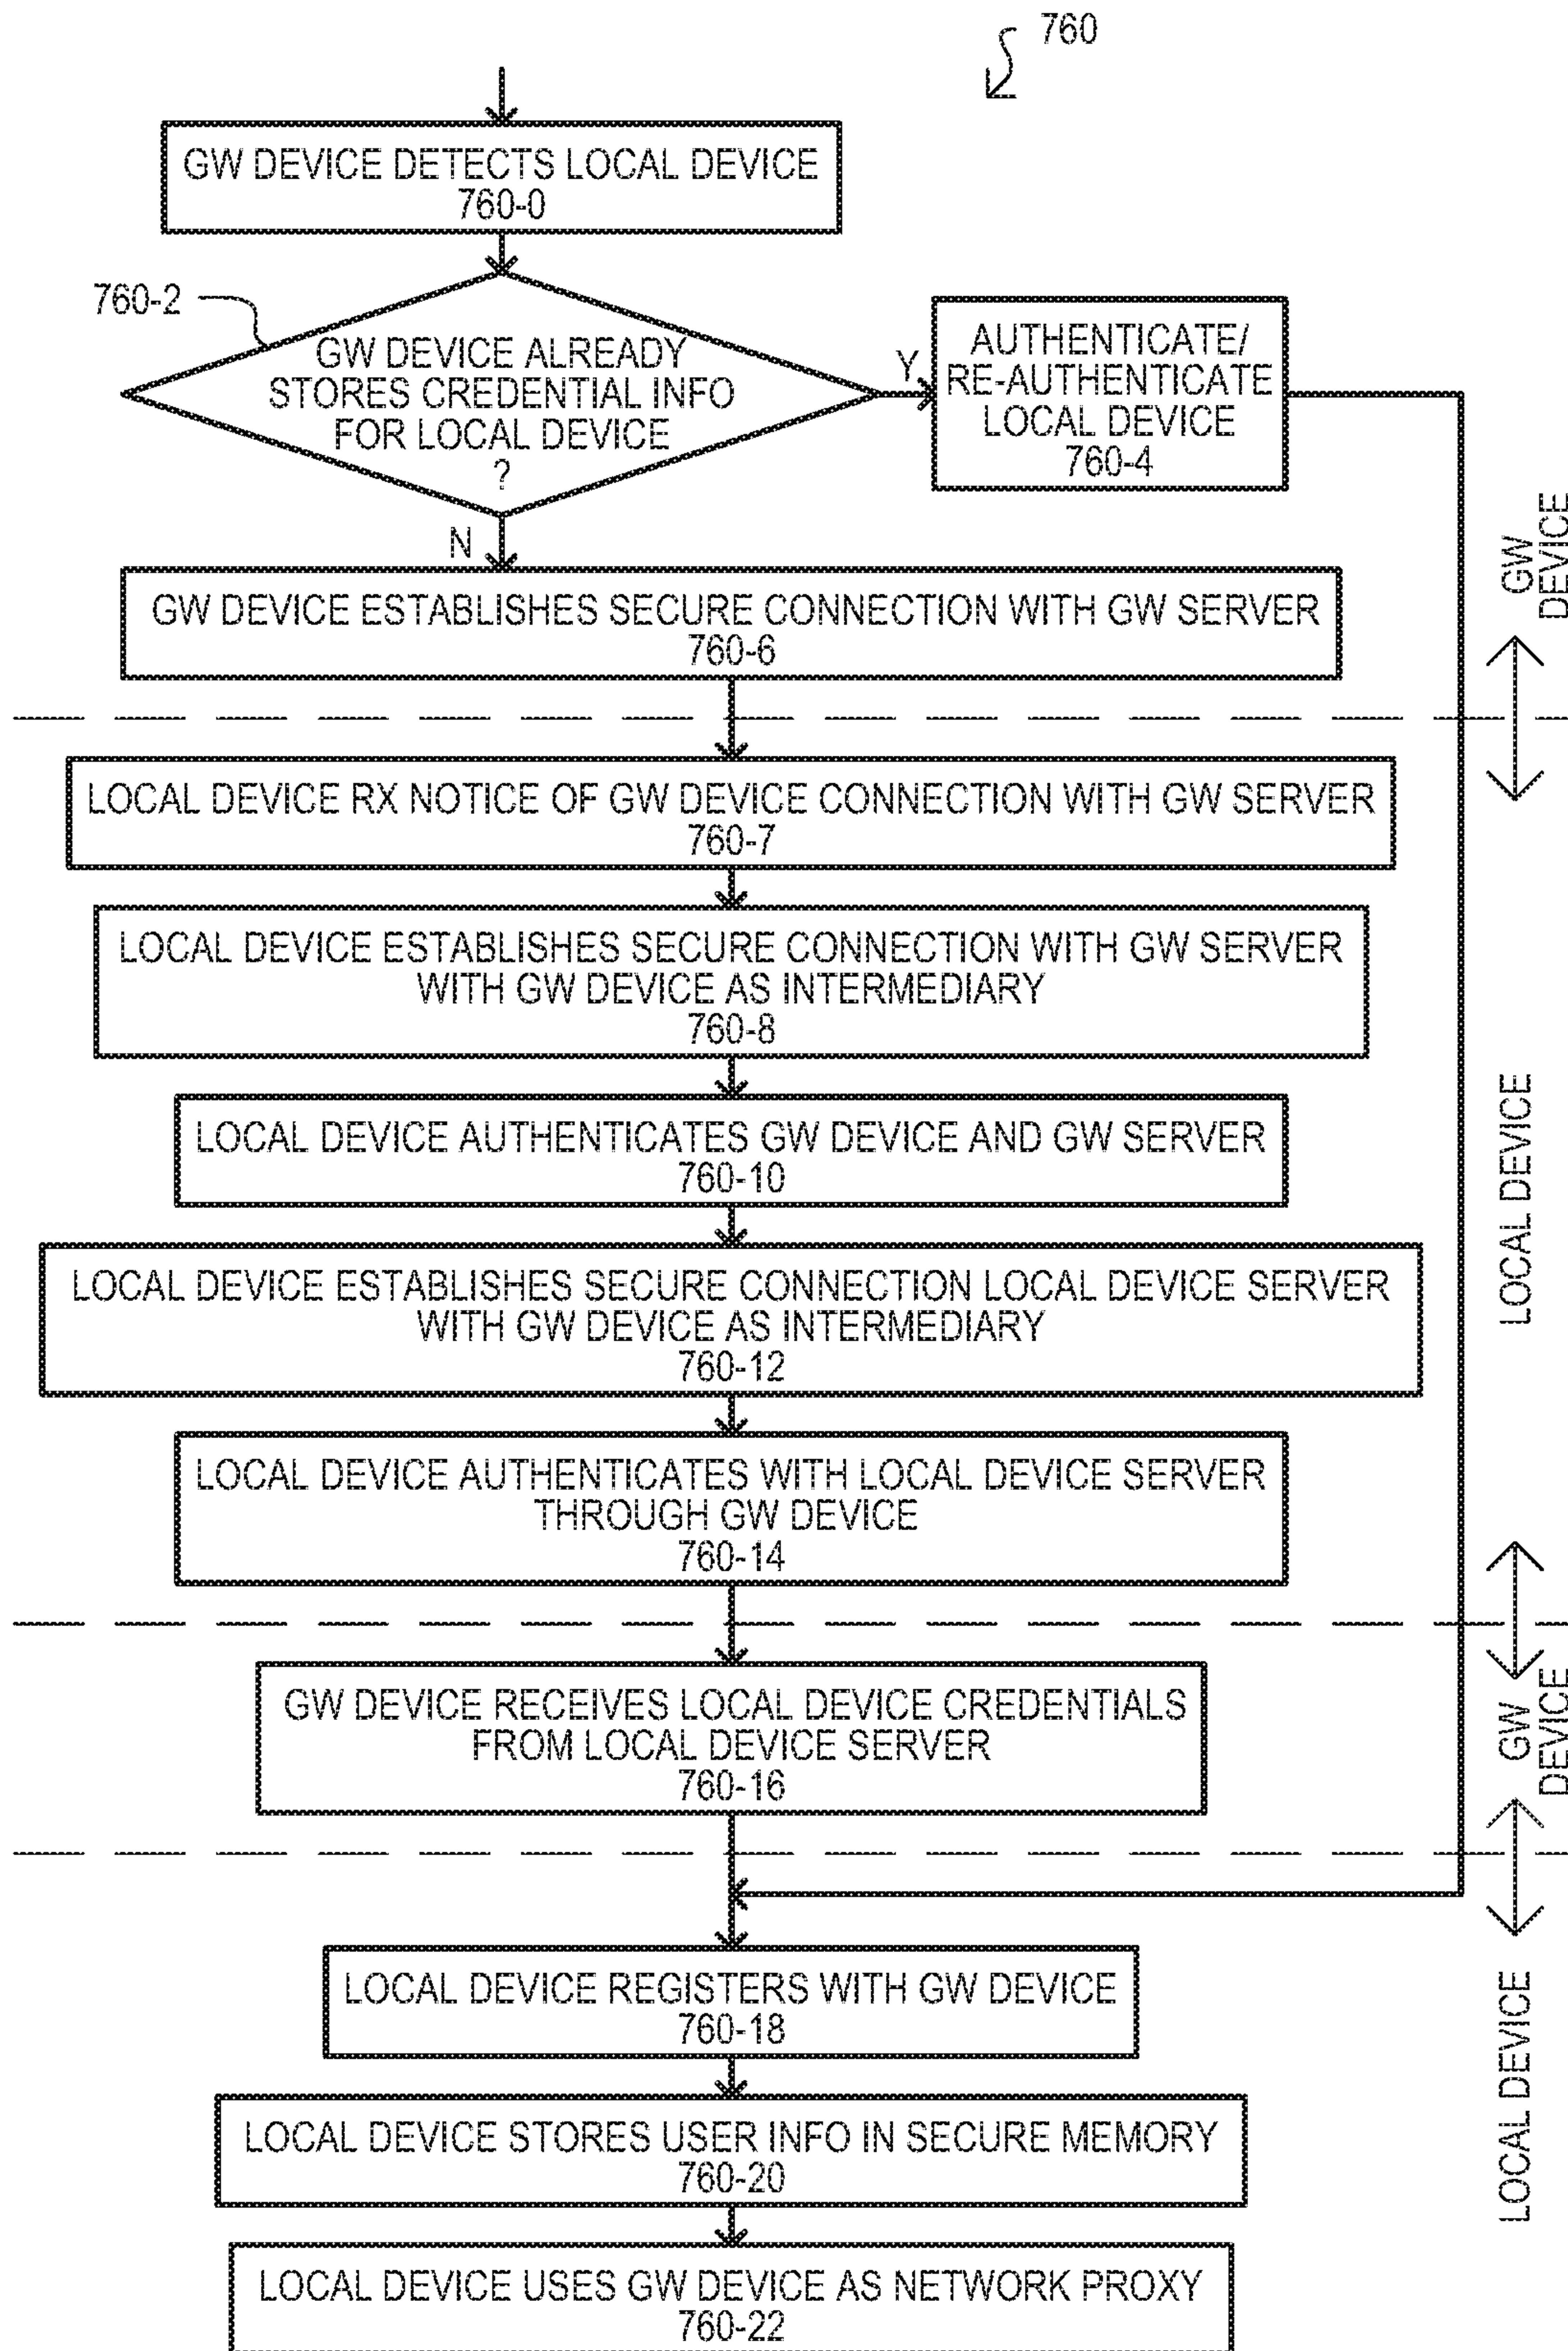 760
GW DEVICE DETECTS LOCAL DEVICE
760-0
760-2
GW DEVICE ALREADY
STORES CREDENTIAL INFO
FOR LOCAL DEVICE
?
Y
AUTHENTICATE/
RE-AUTHENTICATE
LOCAL DEVICE
760-4
N
GW DEVICE ESTABLISHES SECURE CONNECTION WITH GW SERVER
760-6
GW
DEVICE
LOCAL DEVICE RX NOTICE OF GW DEVICE CONNECTION WITH GW SERVER
760-7
LOCAL DEVICE ESTABLISHES SECURE CONNECTION WITH GW SERVER
WITH GW DEVICE AS INTERMEDIARY
760-8
LOCAL DEVICE AUTHENTICATES GW DEVICE AND GW SERVER
760-10
LOCAL DEVICE ESTABLISHES SECURE CONNECTION LOCAL DEVICE SERVER
WITH GW DEVICE AS INTERMEDIARY
760-12
LOCAL DEVICE
LOCAL DEVICE AUTHENTICATES WITH LOCAL DEVICE SERVER
THROUGH GW DEVICE
760-14
GW DEVICE RECEIVES LOCAL DEVICE CREDENTIALS
FROM LOCAL DEVICE SERVER
760-16
GW
DEVICE
LOCAL DEVICE REGISTERS WITH GW DEVICE
760-18
LOCAL DEVICE STORES USER INFO IN SECURE MEMORY
760-20
LOCAL DEVICE USES GW DEVICE AS NETWORK PROXY
760-22
LOCAL DEVICE